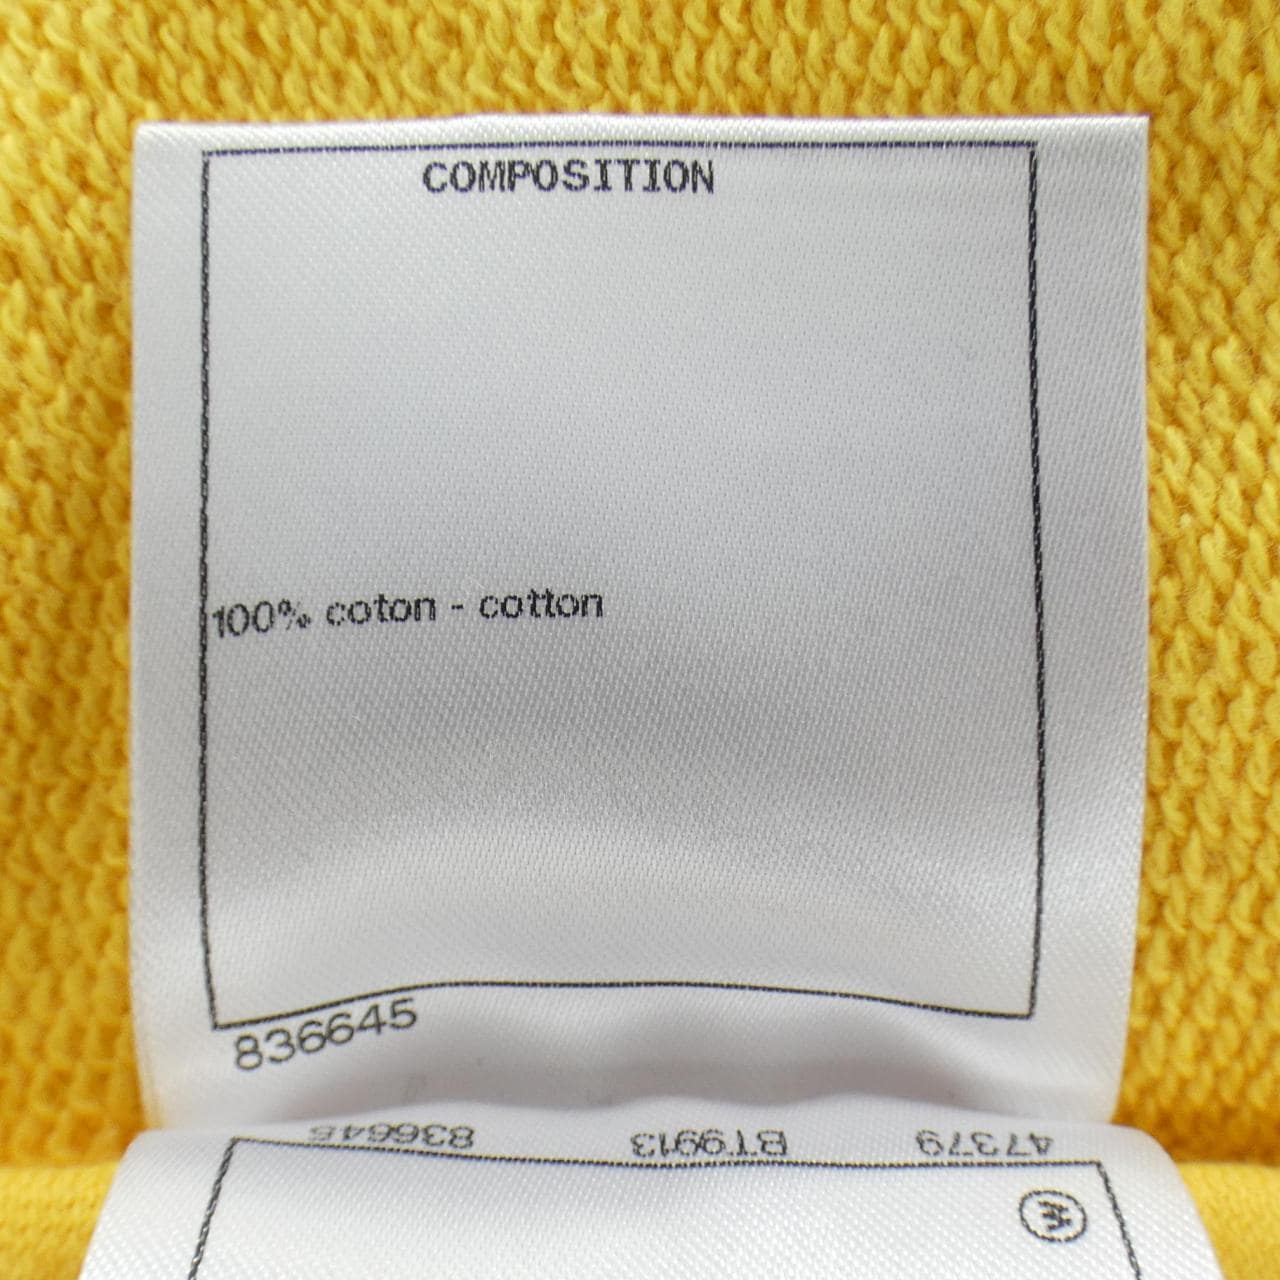 COMPOSITION
100% coton - cotton
836645
836645 BT9913 47379